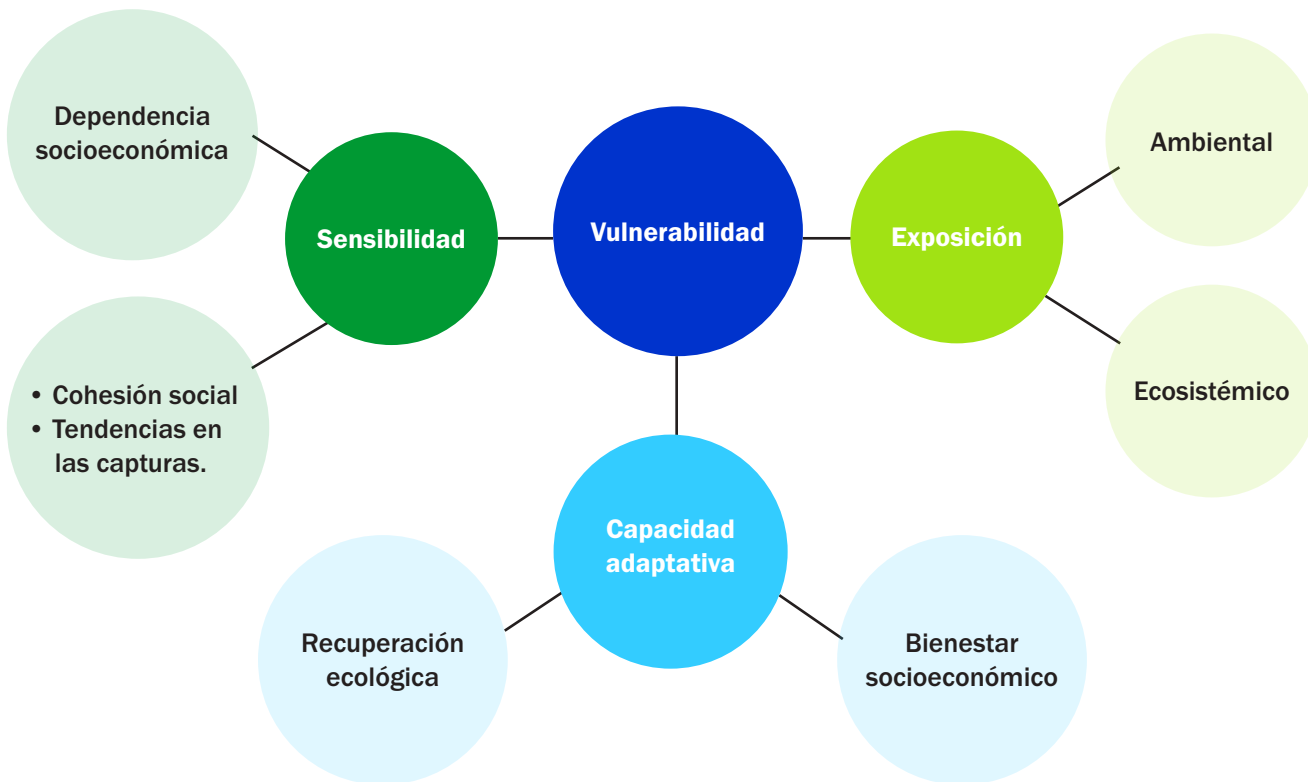 Dependencia
socioeconómica
Sensibilidad
• Cohesión social
• Tendencias en
las capturas.
Vulnerabilidad
Exposición
Ambiental
Ecosistémico
Capacidad
adaptativa
Recuperación
ecológica
Bienestar
socioeconómico